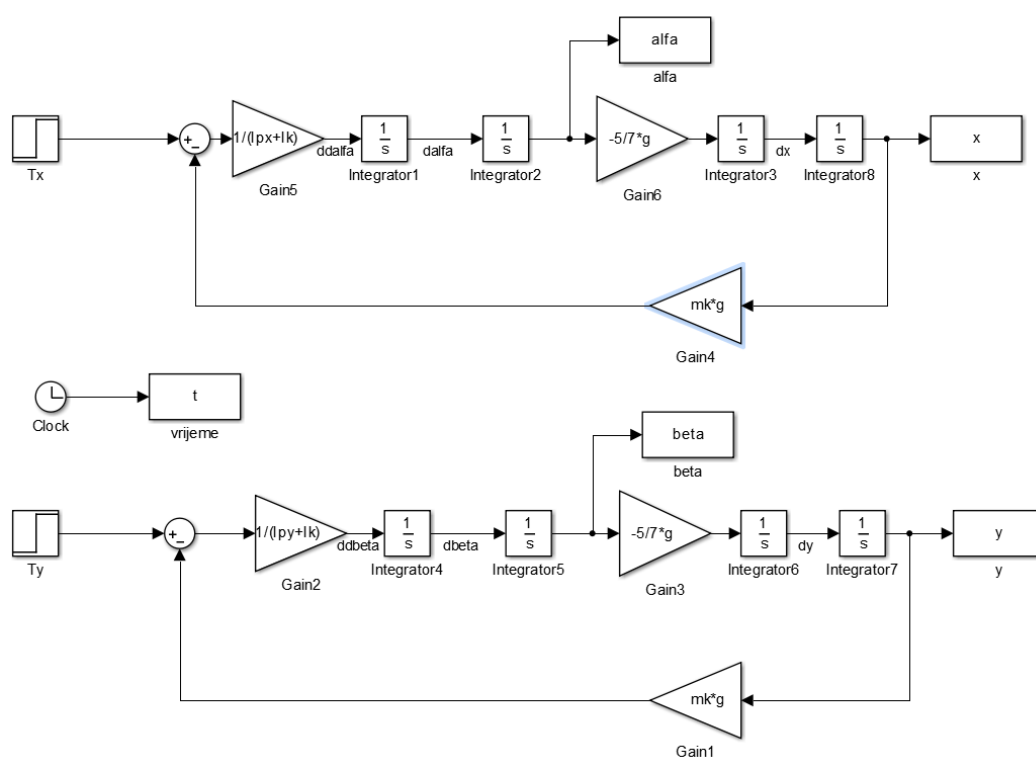 alfa
alfa
Tx
+
−
1/(Ipx+Ik)
Gain5
ddalfa
1
s
Integrator1
dalfa
1
s
Integrator2
-5/7*g
Gain6
1
s
Integrator3
dx
1
s
Integrator8
x
x
mk*g
Gain4
Clock
t
vrijeme
beta
beta
Ty
+
−
1/(Ipy+Ik)
Gain2
ddbeta
1
s
Integrator4
dbeta
1
s
Integrator5
-5/7*g
Gain3
1
s
Integrator6
dy
1
s
Integrator7
y
y
mk*g
Gain1